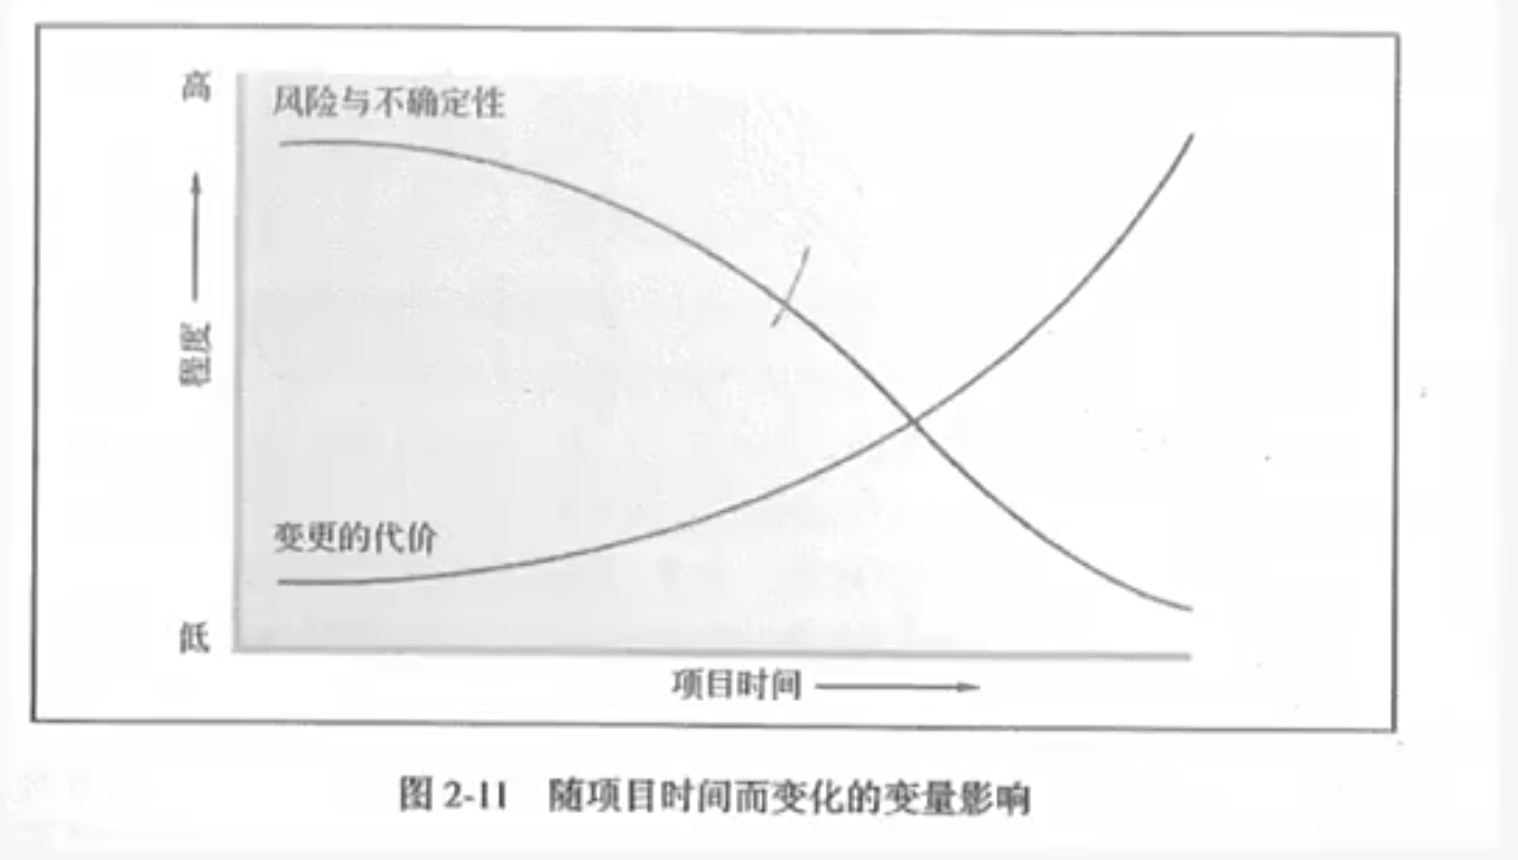 高
风险与不确定性
程度
变更的代价
低
项目时间
图 2-11 随项目时间而变化的变量影响